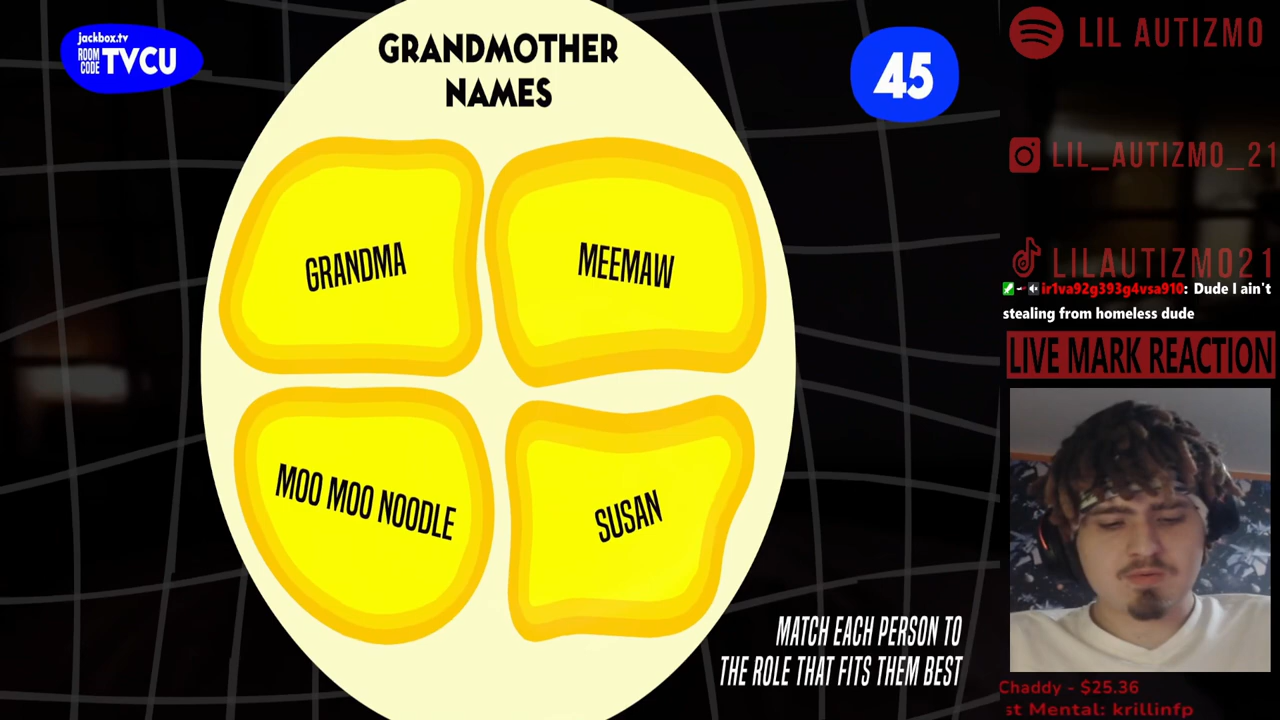 jackbox.tv
ROOM CODE TVCU
GRANDMOTHER
NAMES
45
GRANDMA
MEEMAW
MOO MOO NOODLE
SUSAN
MATCH EACH PERSON TO
THE ROLE THAT FITS THEM BEST
LIL AUTIZMO
LIL_AUTIZMO_21
LILAUTIZMO21
ir1va92g393g4vsa910: Dude I ain't
stealing from homeless dude
LIVE MARK REACTION
Chaddy - $25.36
st Mental: krillinfp